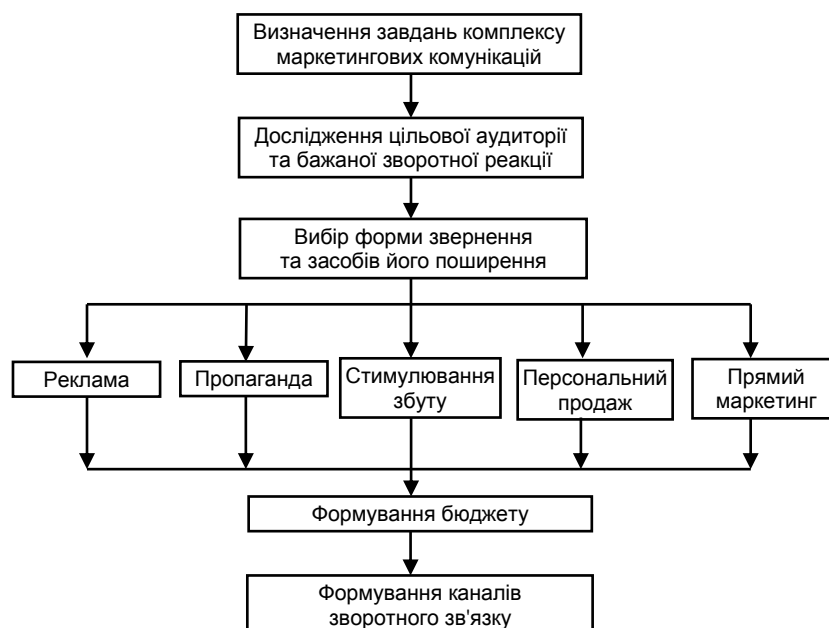 Визначення завдань комплексу
маркетингових комунікацій
Дослідження цільової аудиторії
та бажаної зворотної реакції
Вибір форми звернення
та засобів його поширення
Реклама
Пропаганда
Стимулювання
збуту
Персональний
продаж
Прямий
маркетинг
Формування бюджету
Формування каналів
зворотного зв'язку